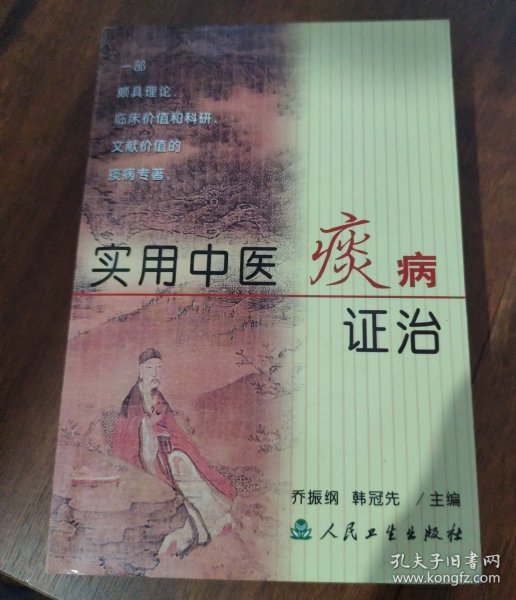 一部
颇具理论、
临床价值和科研、
文献价值的
痰病专著。
实用中医痰病
证治
乔振纲 韩冠先 /主编
人民卫生出版社
孔夫子旧书网
www.kongfz.com